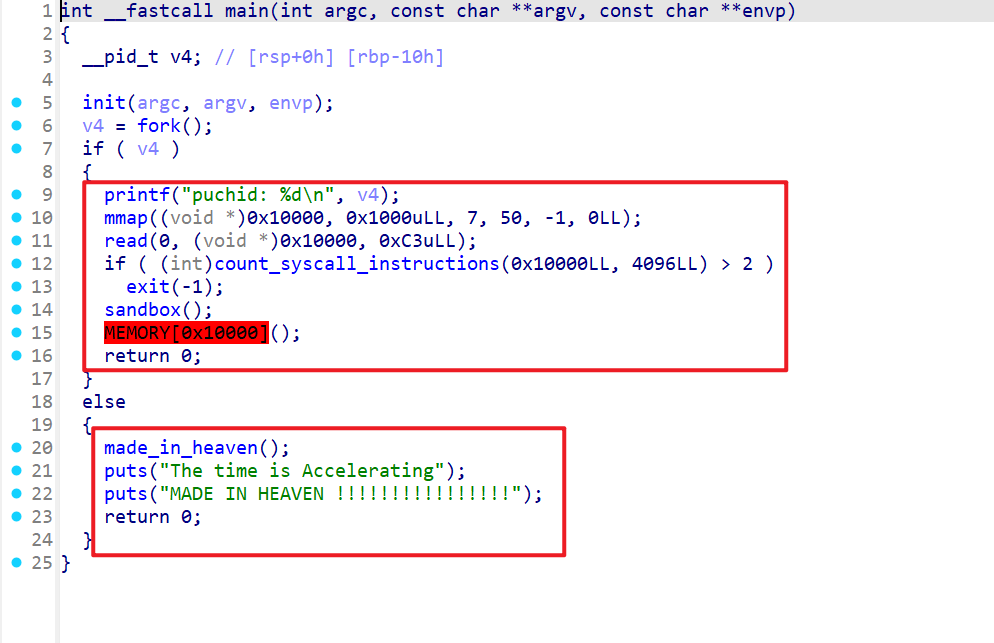 1 int __fastcall main(int argc, const char **argv, const char **envp)
2 {
3   __pid_t v4; // [rsp+0h] [rbp-10h]
4
5   init(argc, argv, envp);
6   v4 = fork();
7   if ( v4 )
8   {
9     printf("puchid: %d\n", v4);
10     mmap((void *)0x10000, 0x1000uLL, 7, 50, -1, 0LL);
11     read(0, (void *)0x10000, 0xC3uLL);
12     if ( (int)count_syscall_instructions(0x10000LL, 4096LL) > 2 )
13       exit(-1);
14     sandbox();
15     MEMORY[0x10000]();
16     return 0;
17   }
18   else
19   {
20     made_in_heaven();
21     puts("The time is Accelerating");
22     puts("MADE IN HEAVEN !!!!!!!!!!!!!!!!");
23     return 0;
24   }
25 }